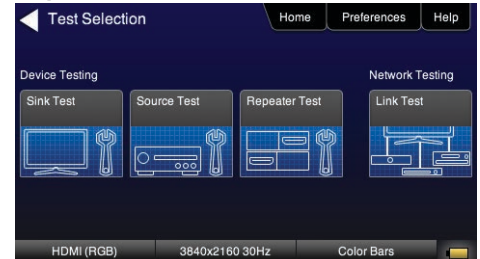 Test Selection
Home
Preferences
Help
Device Testing
Network Testing
Sink Test
Source Test
Repeater Test
Link Test
HDMI (RGB)
3840x2160 30Hz
Color Bars